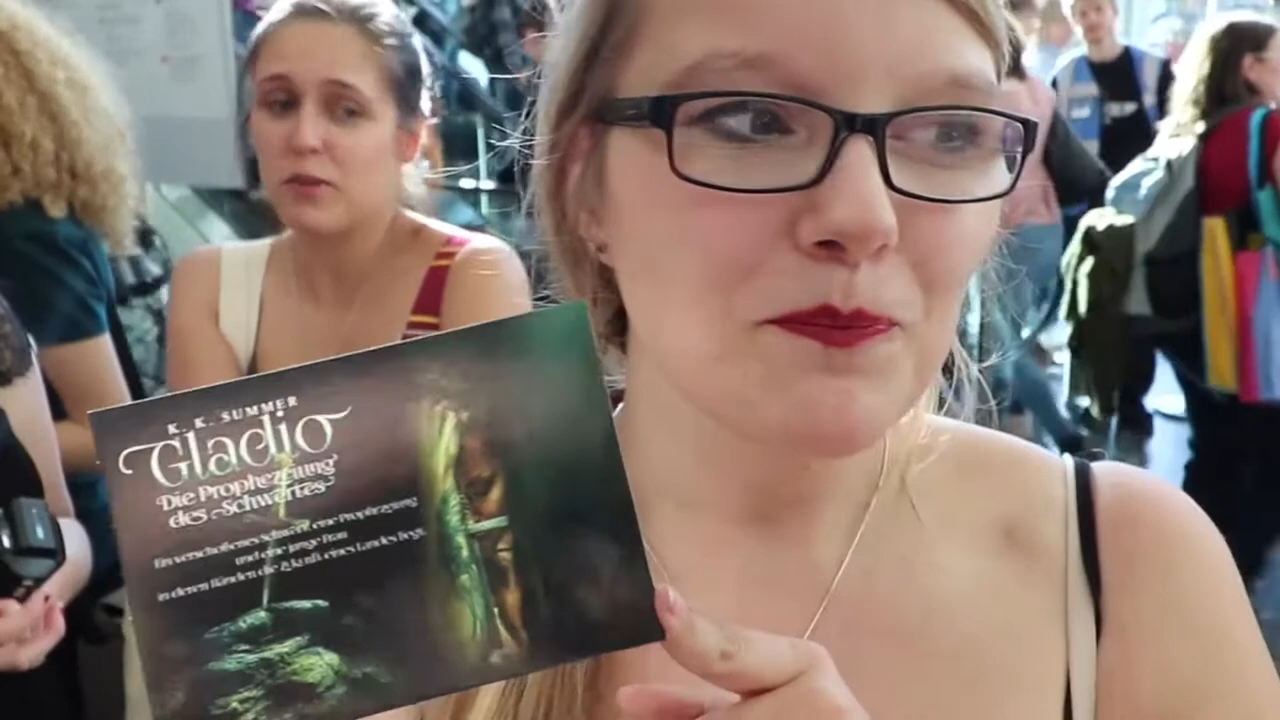 K. K. SUMMER
Gladio
Die Prophezeiung
des Schwertes
Ein verschollenes Schwert, eine Prophezeiung
und eine junge Frau
in deren Händen die Zukunft eines Landes liegt.